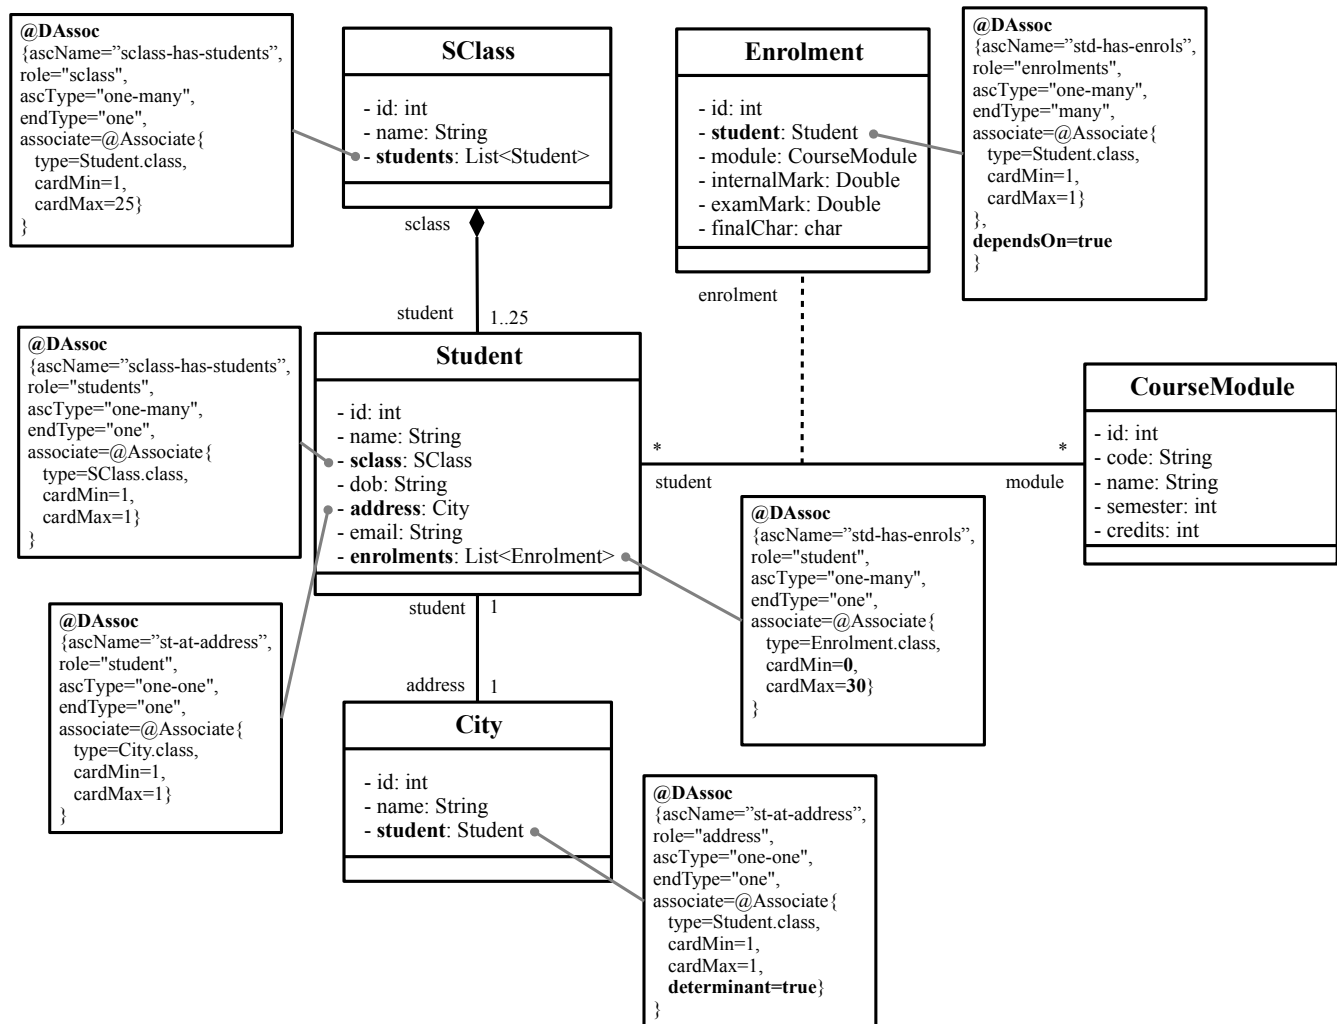 @DAssoc
{ascName=”sclass-has-students”,
role="sclass",
ascType="one-many",
endType="one",
associate=@Associate{
type=Student.class,
cardMin=1,
cardMax=25}
}
SClass
- id: int
- name: String
- students: List<Student>
sclass
student
1..25
Enrolment
- id: int
- student: Student
- module: CourseModule
- internalMark: Double
- examMark: Double
- finalChar: char
enrolment
@DAssoc
{ascName=”std-has-enrols”,
role="enrolments",
ascType="one-many",
endType="many",
associate=@Associate{
type=Student.class,
cardMin=1,
cardMax=1}
},
dependsOn=true
}
@DAssoc
{ascName=”sclass-has-students”,
role="students",
ascType="one-many",
endType="one",
associate=@Associate{
type=SClass.class,
cardMin=1,
cardMax=1}
}
Student
- id: int
- name: String
- sclass: SClass
- dob: String
- address: City
- email: String
- enrolments: List<Enrolment>
*
student
*
module
CourseModule
- id: int
- code: String
- name: String
- semester: int
- credits: int
@DAssoc
{ascName=”std-has-enrols”,
role="student",
ascType="one-many",
endType="one",
associate=@Associate{
type=Enrolment.class,
cardMin=0,
cardMax=30}
}
@DAssoc
{ascName=”st-at-address”,
role="student",
ascType="one-one",
endType="one",
associate=@Associate{
type=City.class,
cardMin=1,
cardMax=1}
}
student
1
address
1
City
- id: int
- name: String
- student: Student
@DAssoc
{ascName=”st-at-address”,
role="address",
ascType="one-one",
endType="one",
associate=@Associate{
type=Student.class,
cardMin=1,
cardMax=1,
determinant=true}
}